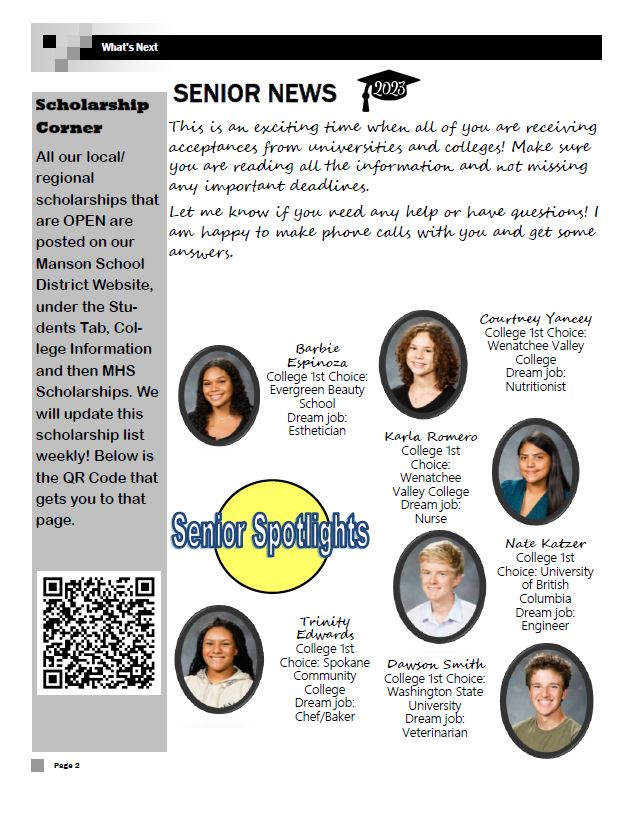 What's Next
SENIOR NEWS
2025
Scholarship
Corner
All our local/
regional
scholarships that
are OPEN are
posted on our
Manson School
District Website,
under the Stu-
dents Tab, Col-
lege Information
and then MHS
Scholarships. We
will update this
scholarship list
weekly! Below is
the QR Code that
gets you to that
page.
This is an exciting time when all of you are receiving
acceptances from universities and colleges! Make sure
you are reading all the information and not missing
any important deadlines.
Let me know if you need any help or have questions! I
am happy to make phone calls with you and get some
answers.
Barbie
Espinoza
College 1st Choice:
Evergreen Beauty
School
Dream job:
Esthetician
Courtney Yancey
College 1st Choice:
Wenatchee Valley
College
Dream job:
Nutritionist
Karla Romero
College 1st
Choice:
Wenatchee
Valley College
Dream job:
Nurse
Senior Spotlights
Nate Katzer
College 1st
Choice: University
of British
Columbia
Dream job:
Engineer
Trinity
Edwards
College 1st
Choice: Spokane
Community
College
Dream job:
Chef/Baker
Dawson Smith
College 1st Choice:
Washington State
University
Dream job:
Veterinarian
Page 2